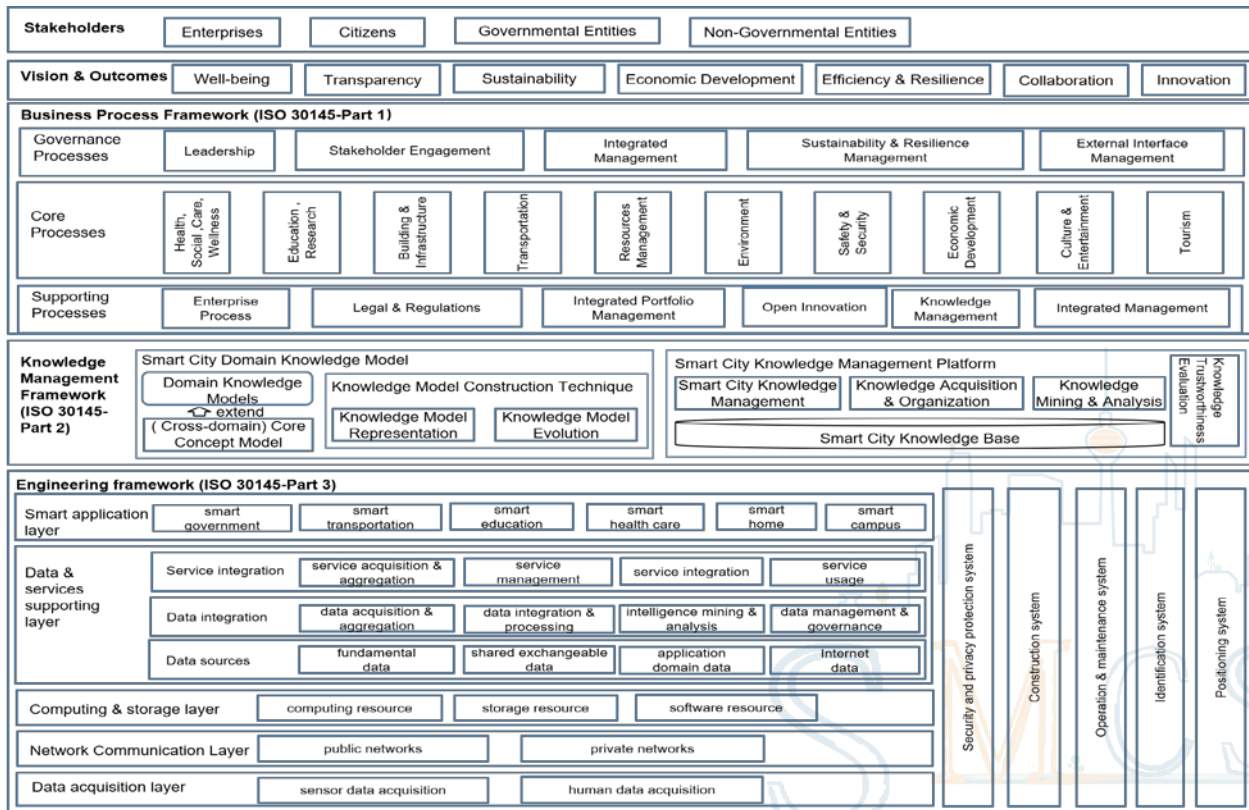 Stakeholders
Enterprises
Citizens
Governmental Entities
Non-Governmental Entities
Vision & Outcomes
Well-being
Transparency
Sustainability
Economic Development
Efficiency & Resilience
Collaboration
Innovation
Business Process Framework (ISO 30145-Part 1)
Governance
Processes
Leadership
Stakeholder Engagement
Integrated
Management
Sustainability & Resilience
Management
External Interface
Management
Core
Processes
Health,
Social ,Care,
Wellness
Education ,
Research
Building &
Infrastructure
Transportation
Resources
Management
Environment
Safety &
Security
Economic
Development
Culture &
Entertainment
Tourism
Supporting
Processes
Enterprise
Process
Legal & Regulations
Integrated Portfolio
Management
Open Innovation
Knowledge
Management
Integrated Management
Knowledge
Management
Framework
(ISO 30145-
Part 2)
Smart City Domain Knowledge Model
Domain Knowledge
Models
extend
( Cross-domain) Core
Concept Model
Knowledge Model Construction Technique
Knowledge Model
Representation
Knowledge Model
Evolution
Smart City Knowledge Management Platform
Smart City Knowledge
Management
Knowledge Acquisition
& Organization
Knowledge
Mining & Analysis
Smart City Knowledge Base
Knowledge
Trustworthiness
Evaluation
Engineering framework (ISO 30145-Part 3)
Smart application
layer
smart
government
smart
transportation
smart
education
smart
health care
smart
home
smart
campus
Data &
services
supporting
layer
Service integration
service acquisition &
aggregation
service
management
service integration
service
usage
Data integration
data acquisition &
aggregation
data integration &
processing
intelligence mining &
analysis
data management &
governance
Data sources
fundamental
data
shared exchangeable
data
application
domain data
Internet
data
Computing & storage layer
computing resource
storage resource
software resource
Network Communication Layer
public networks
private networks
Data acquisition layer
sensor data acquisition
human data acquisition
Security and privacy protection system
Construction system
Operation & maintenance system
Identification system
Positioning system
SMCS